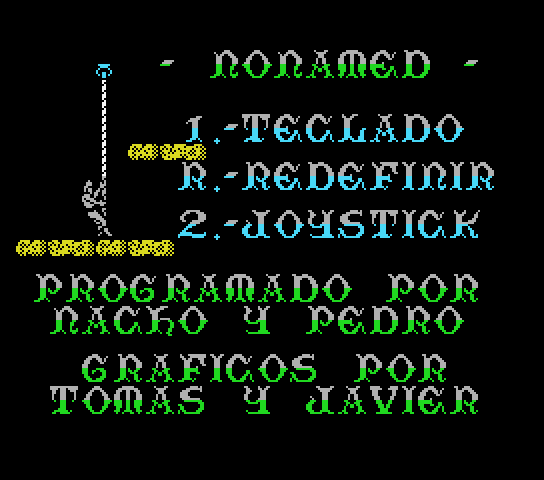 - NONAMED -
1.-TECLADO
R.-REDEFINIR
2.-JOYSTICK
PROGRAMADO POR
NACHO Y PEDRO
GRAFICOS POR
TOMAS Y JAVIER